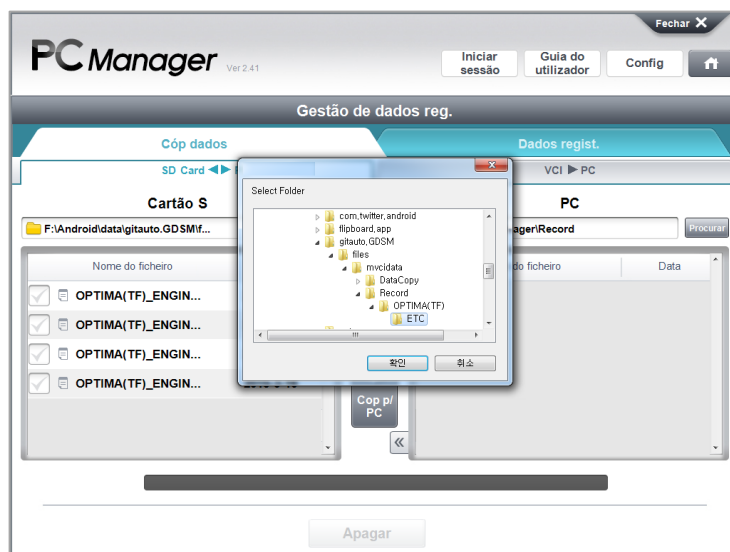 Fechar X
PC Manager Ver 2.41
Iniciar sessão
Guia do utilizador
Config
Gestão de dados reg.
Cóp dados
Dados regist.
SD Card
VCI ▶ PC
Cartão S
PC
F:\Android\data\gitauto.GDSM\f...
ager\Record
Procurar
Nome do ficheiro
do ficheiro
Data
OPTIMA(TF)_ENGIN...
OPTIMA(TF)_ENGIN...
OPTIMA(TF)_ENGIN...
OPTIMA(TF)_ENGIN...
Select Folder
com,twitter,android
flipboard,app
gitauto,GDSM
files
mvcidata
DataCopy
Record
OPTIMA(TF)
ETC
확인
취소
Cop p/
PC
Apagar